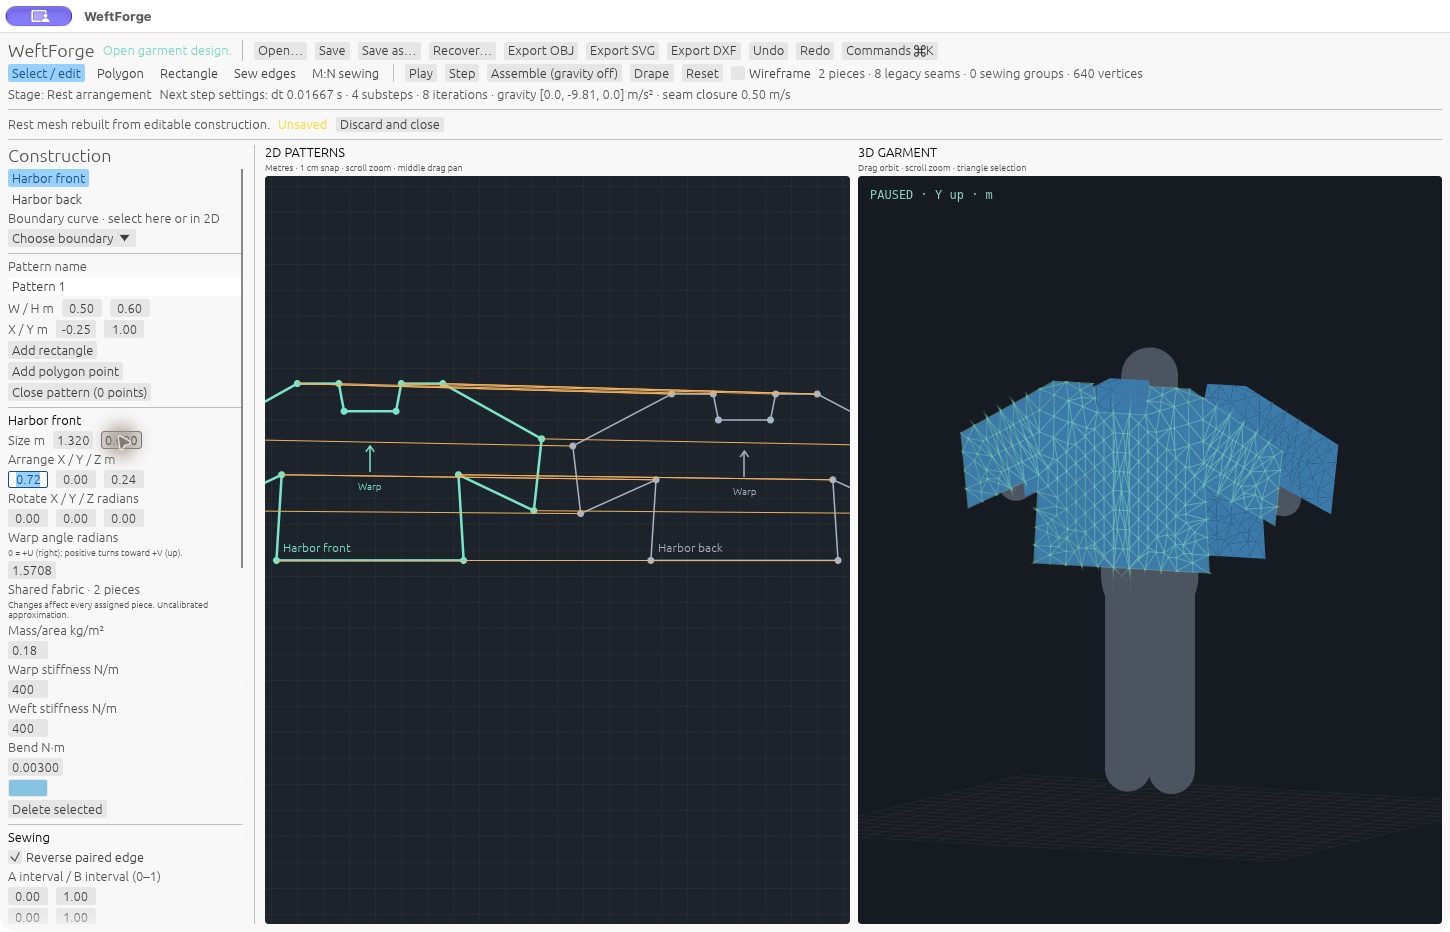 WeftForge
WeftForge Open garment design. Open… Save Save as… Recover… Export OBJ Export SVG Export DXF Undo Redo Commands⌘K
Select / edit Polygon Rectangle Sew edges M:N sewing Play Step Assemble (gravity off) Drape Reset Wireframe 2 pieces · 8 legacy seams · 0 sewing groups · 640 vertices
Stage: Rest arrangement Next step settings: dt 0.01667 s · 4 substeps · 8 iterations · gravity [0.0, -9.81, 0.0] m/s² · seam closure 0.50 m/s
Rest mesh rebuilt from editable construction. Unsaved Discard and close
Construction
Harbor front
Harbor back
Boundary curve · select here or in 2D
Choose boundary
Pattern name
Pattern 1
W / H m 0.50 0.60
X / Y m -0.25 1.00
Add rectangle
Add polygon point
Close pattern (0 points)
Harbor front
Size m 1.320
Arrange X / Y / Z m
0.72 0.00 0.24
Rotate X / Y / Z radians
0.00 0.00 0.00
Warp angle radians
0 = +U (right); positive turns toward +V (up).
1.5708
Shared fabric · 2 pieces
Changes affect every assigned piece. Uncalibrated
approximation.
Mass/area kg/m²
0.18
Warp stiffness N/m
400
Weft stiffness N/m
400
Bend N·m
0.00300
Delete selected
Sewing
Reverse paired edge
A interval / B interval (0–1)
0.00 1.00
0.00 1.00
2D PATTERNS
Metres · 1 cm snap · scroll zoom · middle drag pan
Warp
Warp
Harbor front
Harbor back
3D GARMENT
Drag orbit · scroll zoom · triangle selection
PAUSED · Y up · m